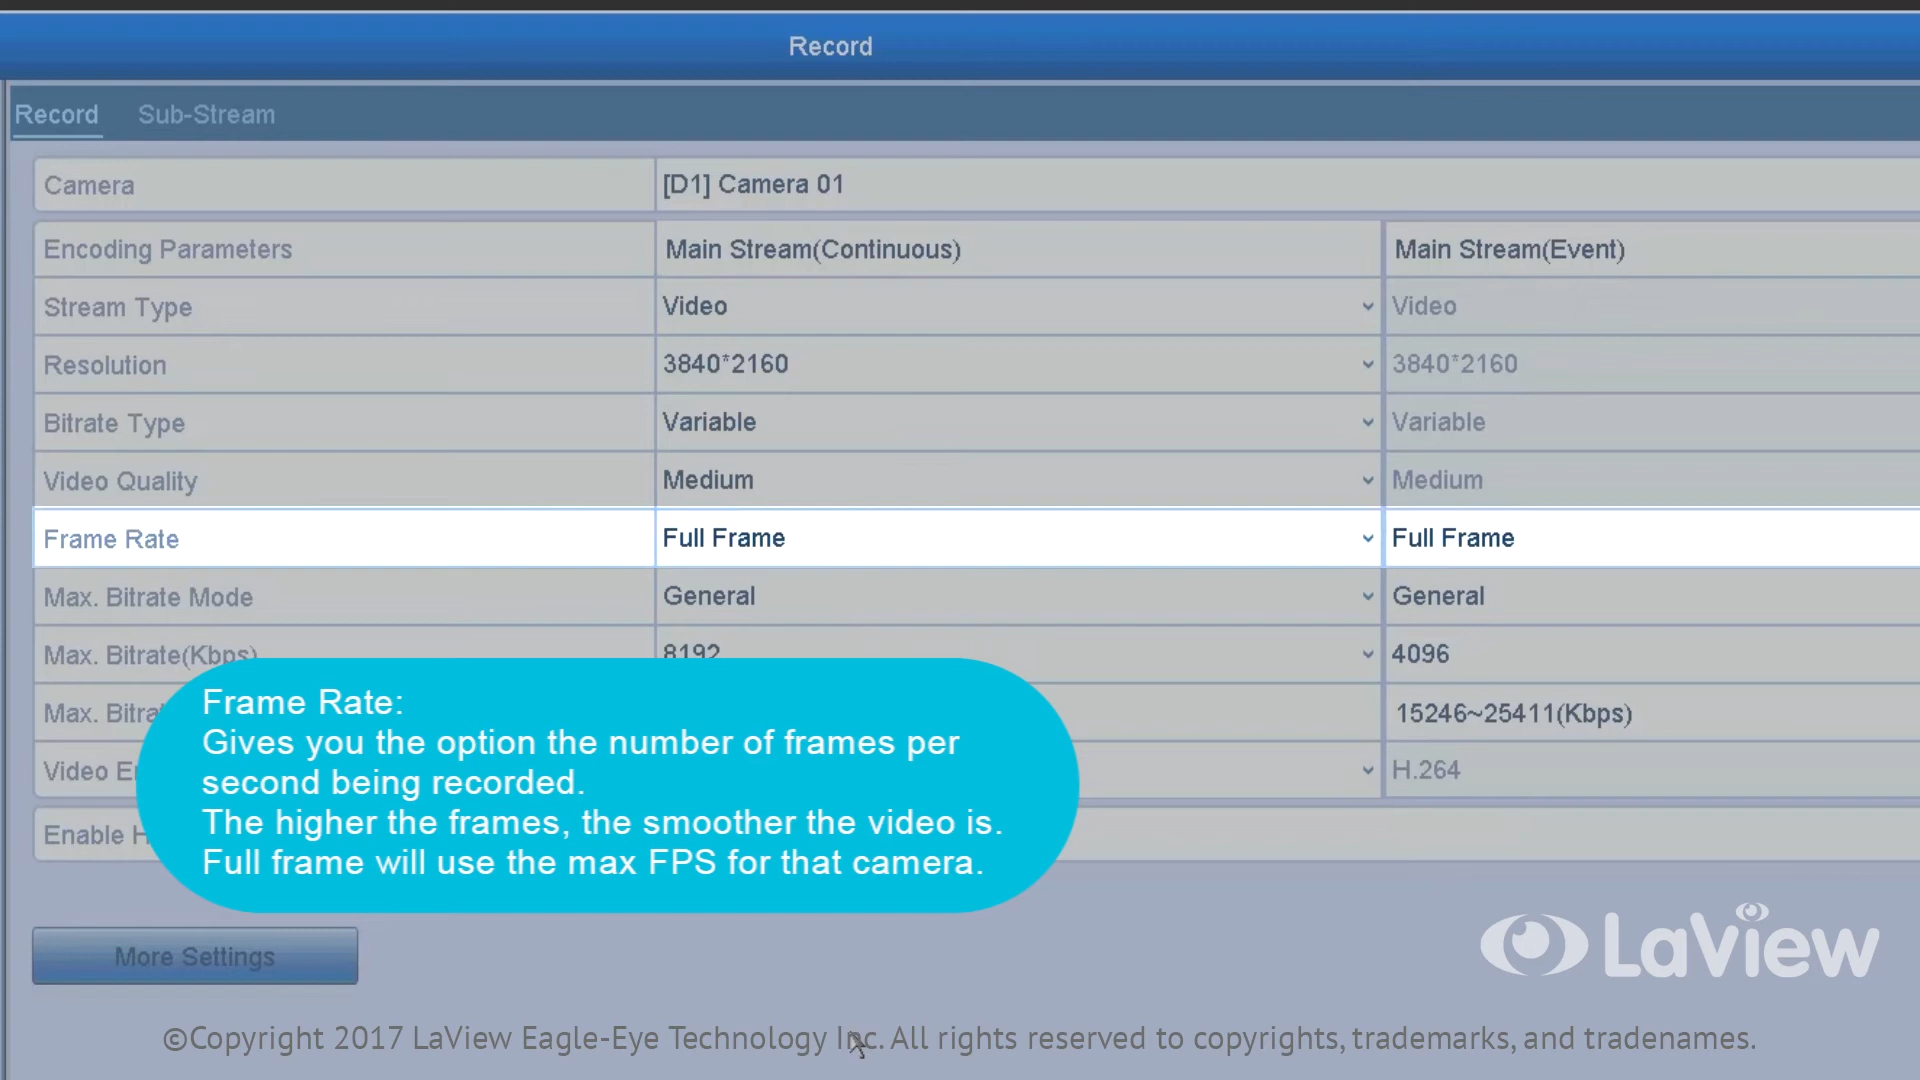 Record
Record Sub-Stream
Camera [D1] Camera 01
Encoding Parameters Main Stream(Continuous) Main Stream(Event)
Stream Type Video Video
Resolution 3840*2160 3840*2160
Bitrate Type Variable Variable
Video Quality Medium Medium
Frame Rate Full Frame Full Frame
Max. Bitrate Mode General General
Max. Bitrate(Kbps) 8192 4096
Max. 15246~25411(Kbps)
Video H.264
Enable
Frame Rate:
Gives you the option the number of frames per
second being recorded.
The higher the frames, the smoother the video is.
Full frame will use the max FPS for that camera.
More Settings
LaView
©Copyright 2017 LaView Eagle-Eye Technology Inc. All rights reserved to copyrights, trademarks, and tradenames.